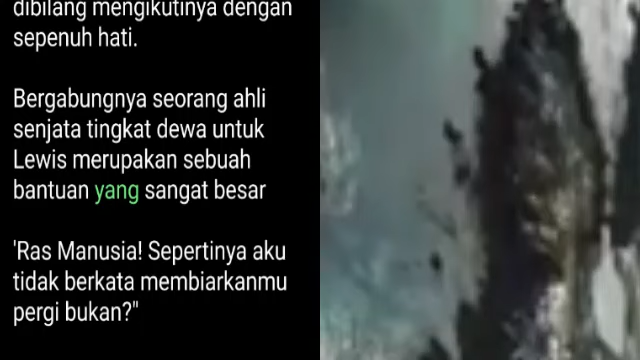 dibilang mengikutinya dengan
sepenuh hati.
Bergabungnya seorang ahli
senjata tingkat dewa untuk
Lewis merupakan sebuah
bantuan yang sangat besar
'Ras Manusia! Sepertinya aku
tidak berkata membiarkanmu
pergi bukan?"